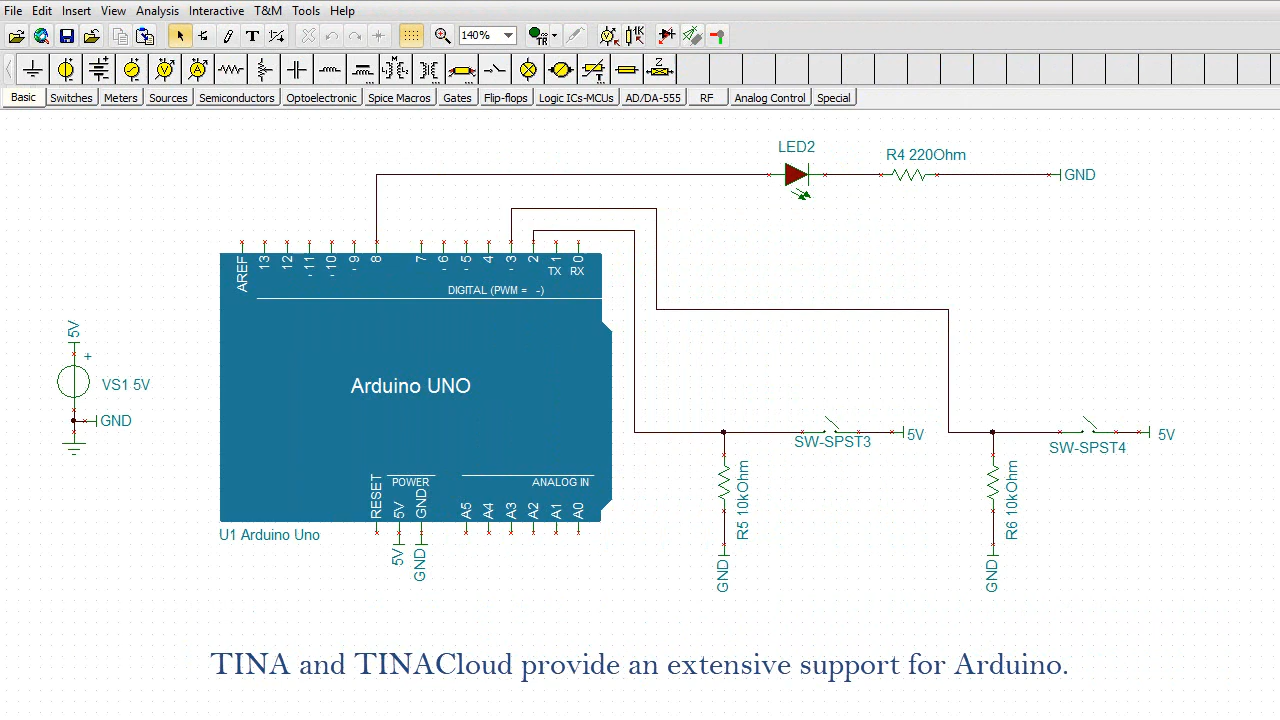 File Edit Insert View Analysis Interactive T&M Tools Help
140%
Basic Switches Meters Sources Semiconductors Optoelectronic Spice Macros Gates Flip-flops Logic ICs-MCUs AD/DA-555 RF Analog Control Special
LED2
R4 220Ohm
GND
AREF 13 12 11 10 9 8 7 6 5 4 3 2 1 0
TX RX
DIGITAL (PWM = ~)
5V
+
VS1 5V
GND
Arduino UNO
RESET 5V GND A5 A4 A3 A2 A1 A0
POWER
ANALOG IN
U1 Arduino Uno
5V GND
SW-SPST3
5V
R5 10kOhm
GND
SW-SPST4
5V
R6 10kOhm
GND
TINA and TINACloud provide an extensive support for Arduino.